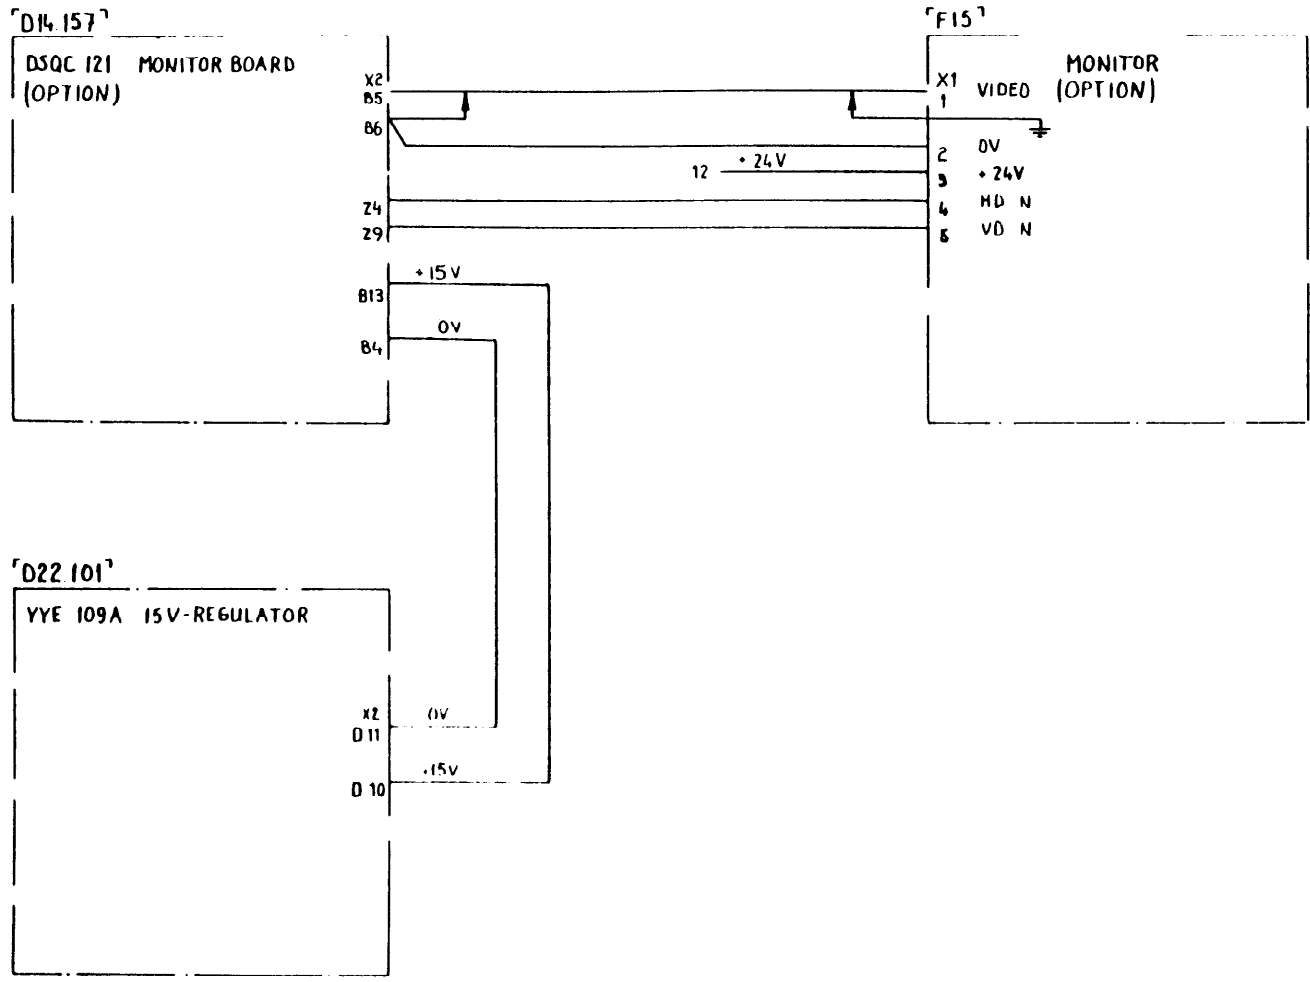 D14.157
DSQC 121 MONITOR BOARD
(OPTION)
X2
B5
B6
Z4
Z9
+15V
B13
0V
B4
12
+24V
F15
MONITOR
(OPTION)
X1
1
VIDEO
2
0V
3
+24V
4
HD N
5
VD N
D22.101
YYE 109A 15V-REGULATOR
X2
D11
0V
D10
+15V